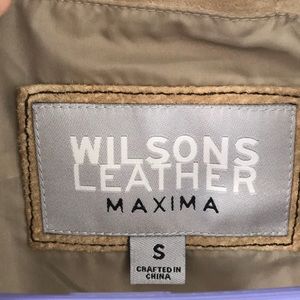 WILSONS
LEATHER
MAXIMA
S
CRAFTED IN
CHINA